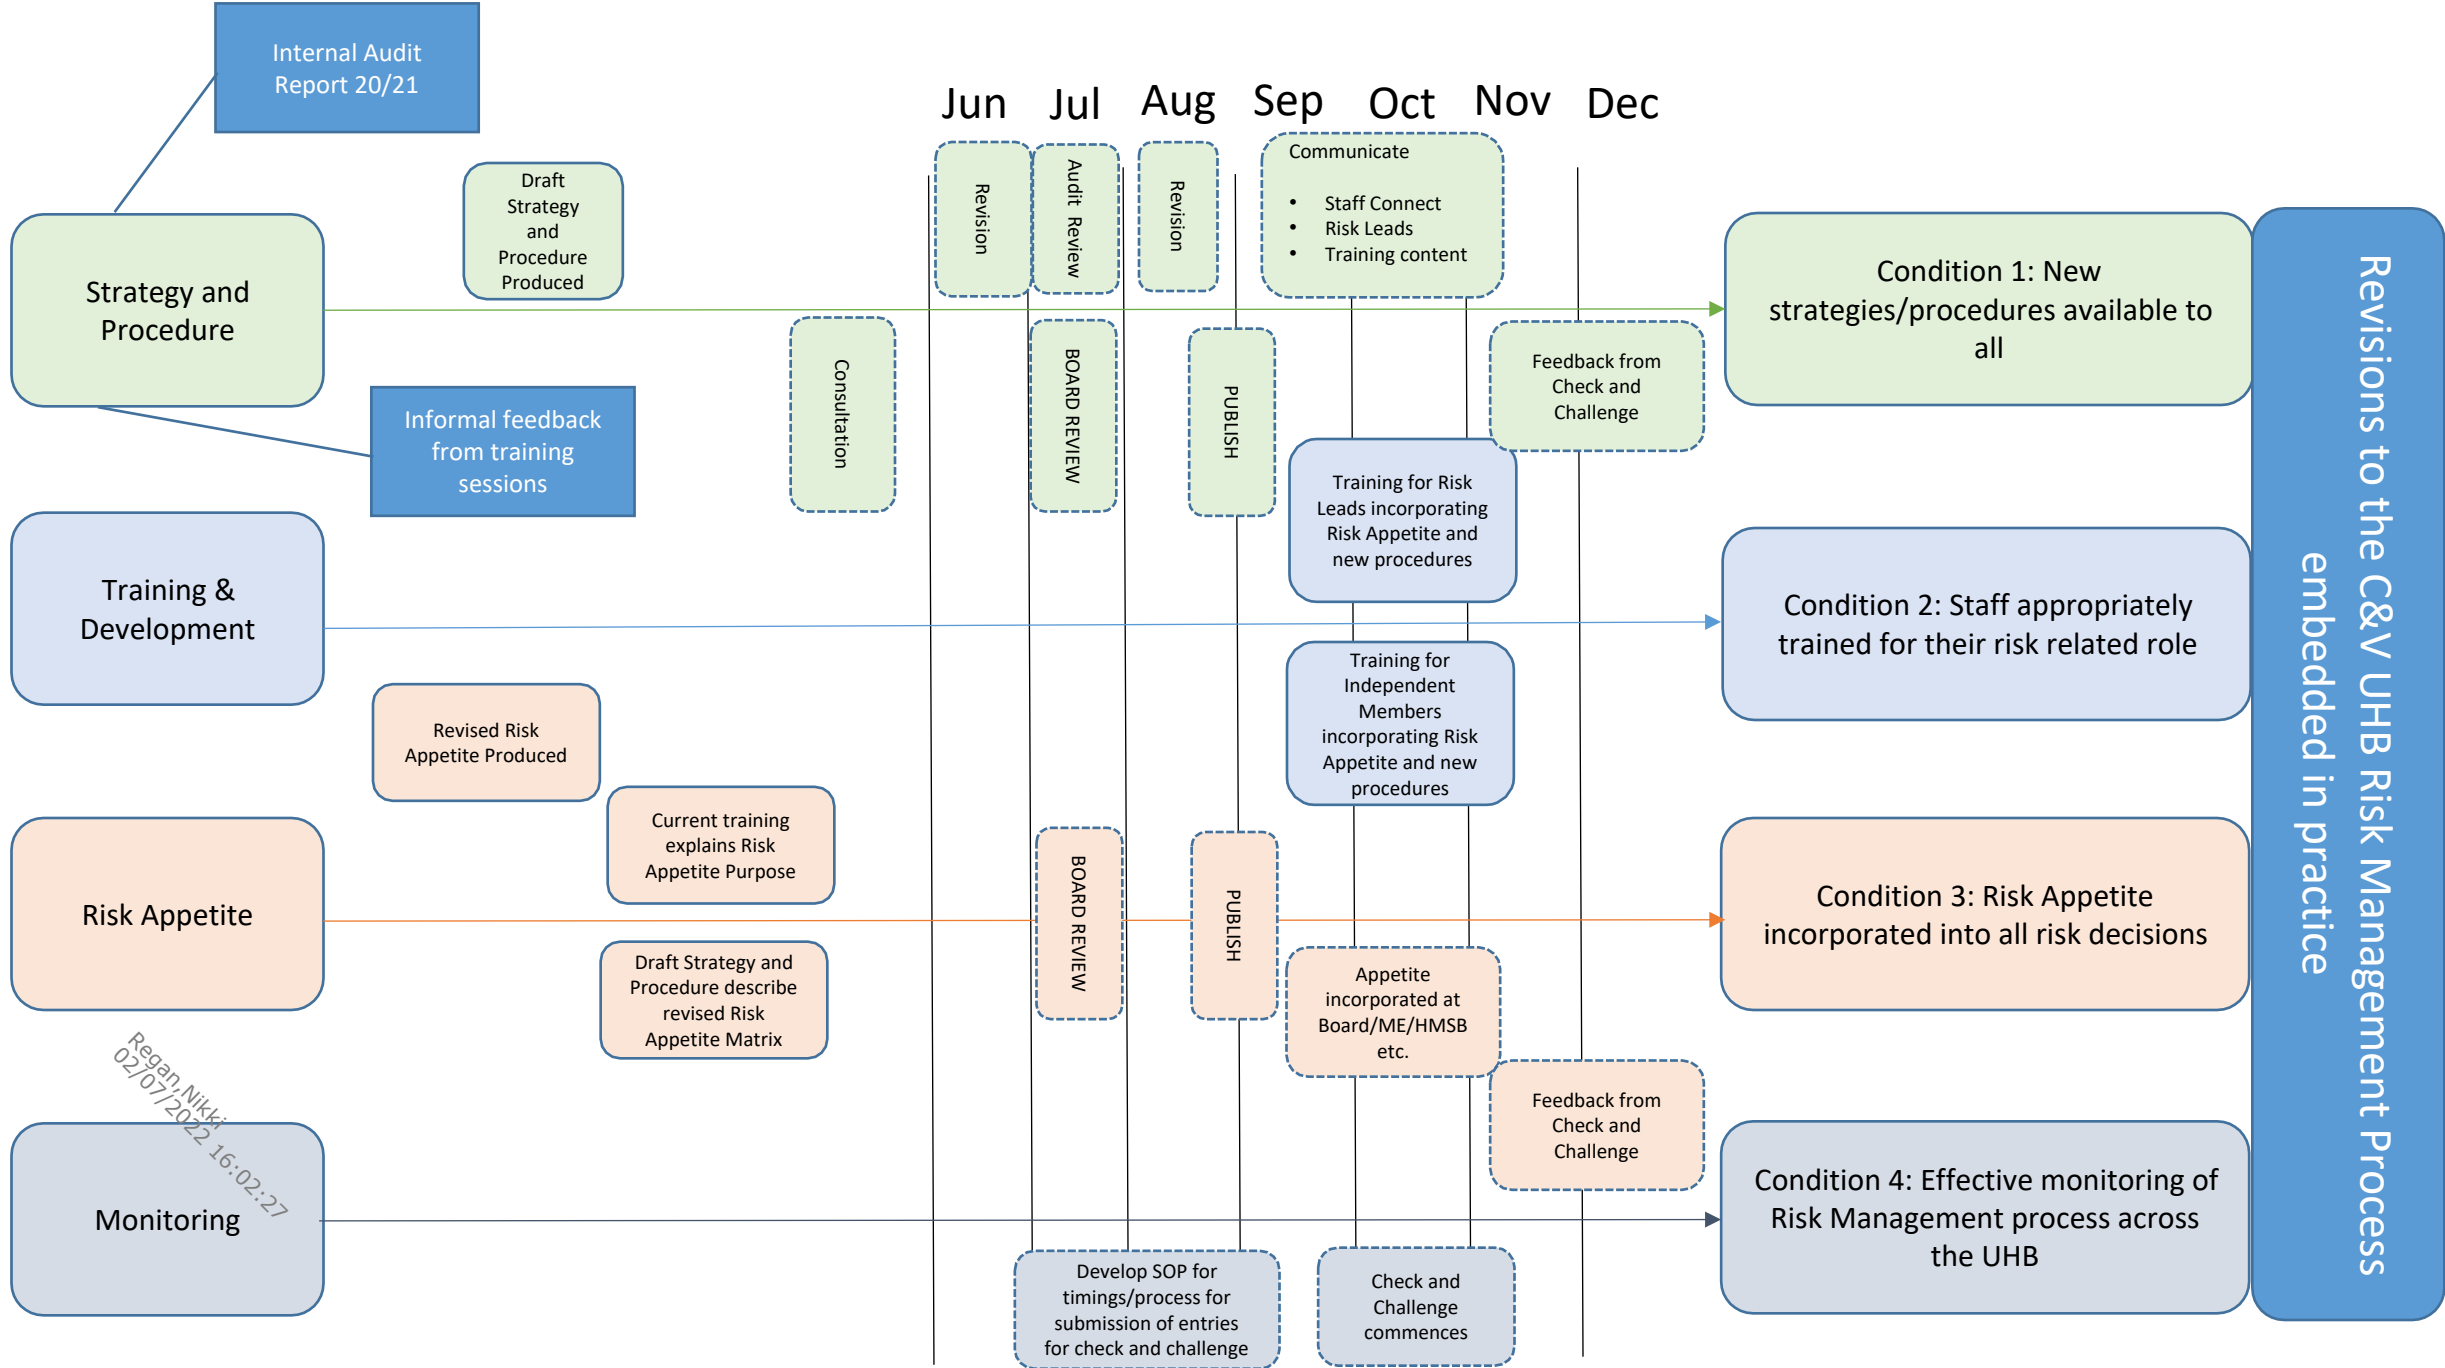 Internal Audit
Report 20/21
Jun
Jul
Aug
Sep
Oct
Nov
Dec
Draft
Strategy
and
Procedure
Produced
Revision
Audit Review
Revision
Communicate
• Staff Connect
• Risk Leads
• Training content
Strategy and
Procedure
Condition 1: New
strategies/procedures available to
all
Consultation
BOARD REVIEW
PUBLISH
Feedback from
Check and
Challenge
Informal feedback
from training
sessions
Training for Risk
Leads incorporating
Risk Appetite and
new procedures
Training &
Development
Condition 2: Staff appropriately
trained for their risk related role
Training for
Independent
Members
incorporating Risk
Appetite and new
procedures
Revised Risk
Appetite Produced
Current training
explains Risk
Appetite Purpose
Risk Appetite
BOARD REVIEW
PUBLISH
Condition 3: Risk Appetite
incorporated into all risk decisions
Draft Strategy and
Procedure describe
revised Risk
Appetite Matrix
Appetite
incorporated at
Board/ME/HMSB
etc.
Feedback from
Check and
Challenge
Regan,Nikki
02/07/2022 16:02:27
Monitoring
Condition 4: Effective monitoring of
Risk Management process across
the UHB
Develop SOP for
timings/process for
submission of entries
for check and challenge
Check and
Challenge
commences
Revisions to the C&V UHB Risk Management Process
embedded in practice